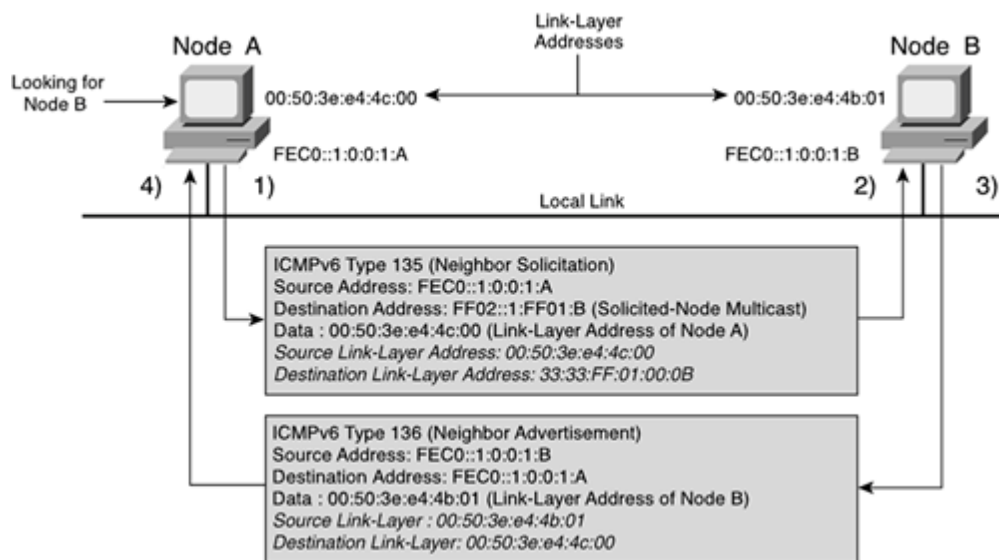 Link-Layer
Addresses
Node A
Node B
Looking for
Node B
00:50:3e:e4:4c:00
00:50:3e:e4:4b:01
FEC0::1:0:0:1:A
FEC0::1:0:0:1:B
4)
1)
2)
3)
Local Link
ICMPv6 Type 135 (Neighbor Solicitation)
Source Address: FEC0::1:0:0:1:A
Destination Address: FF02::1:FF01:B (Solicited-Node Multicast)
Data : 00:50:3e:e4:4c:00 (Link-Layer Address of Node A)
Source Link-Layer Address: 00:50:3e:e4:4c:00
Destination Link-Layer Address: 33:33:FF:01:00:0B
ICMPv6 Type 136 (Neighbor Advertisement)
Source Address: FEC0::1:0:0:1:B
Destination Address: FEC0::1:0:0:1:A
Data : 00:50:3e:e4:4b:01 (Link-Layer Address of Node B)
Source Link-Layer : 00:50:3e:e4:4b:01
Destination Link-Layer: 00:50:3e:e4:4c:00